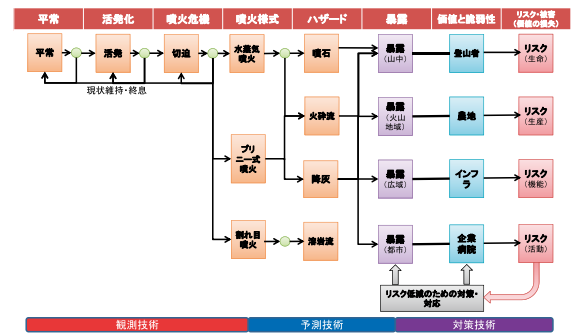 平常 活発化 噴火危機 噴火様式 ハザード 暴露 価値と脆弱性 リスク・被害
(価値の損失)
平常 活発 切迫 水蒸気
噴火 噴石 暴露
(山中) 登山者 リスク
(生命)
現状維持・終息
火砕流 暴露
(火山
地域) 農地 リスク
(生産)
プリ
ニー式
噴火 降灰 暴露
(広域) インフ
ラ リスク
(機能)
割れ目
噴火 溶岩流 暴露
(都市) 企業
病院 リスク
(活動)
リスク低減のための対策・
対応
観測技術 予測技術 対策技術